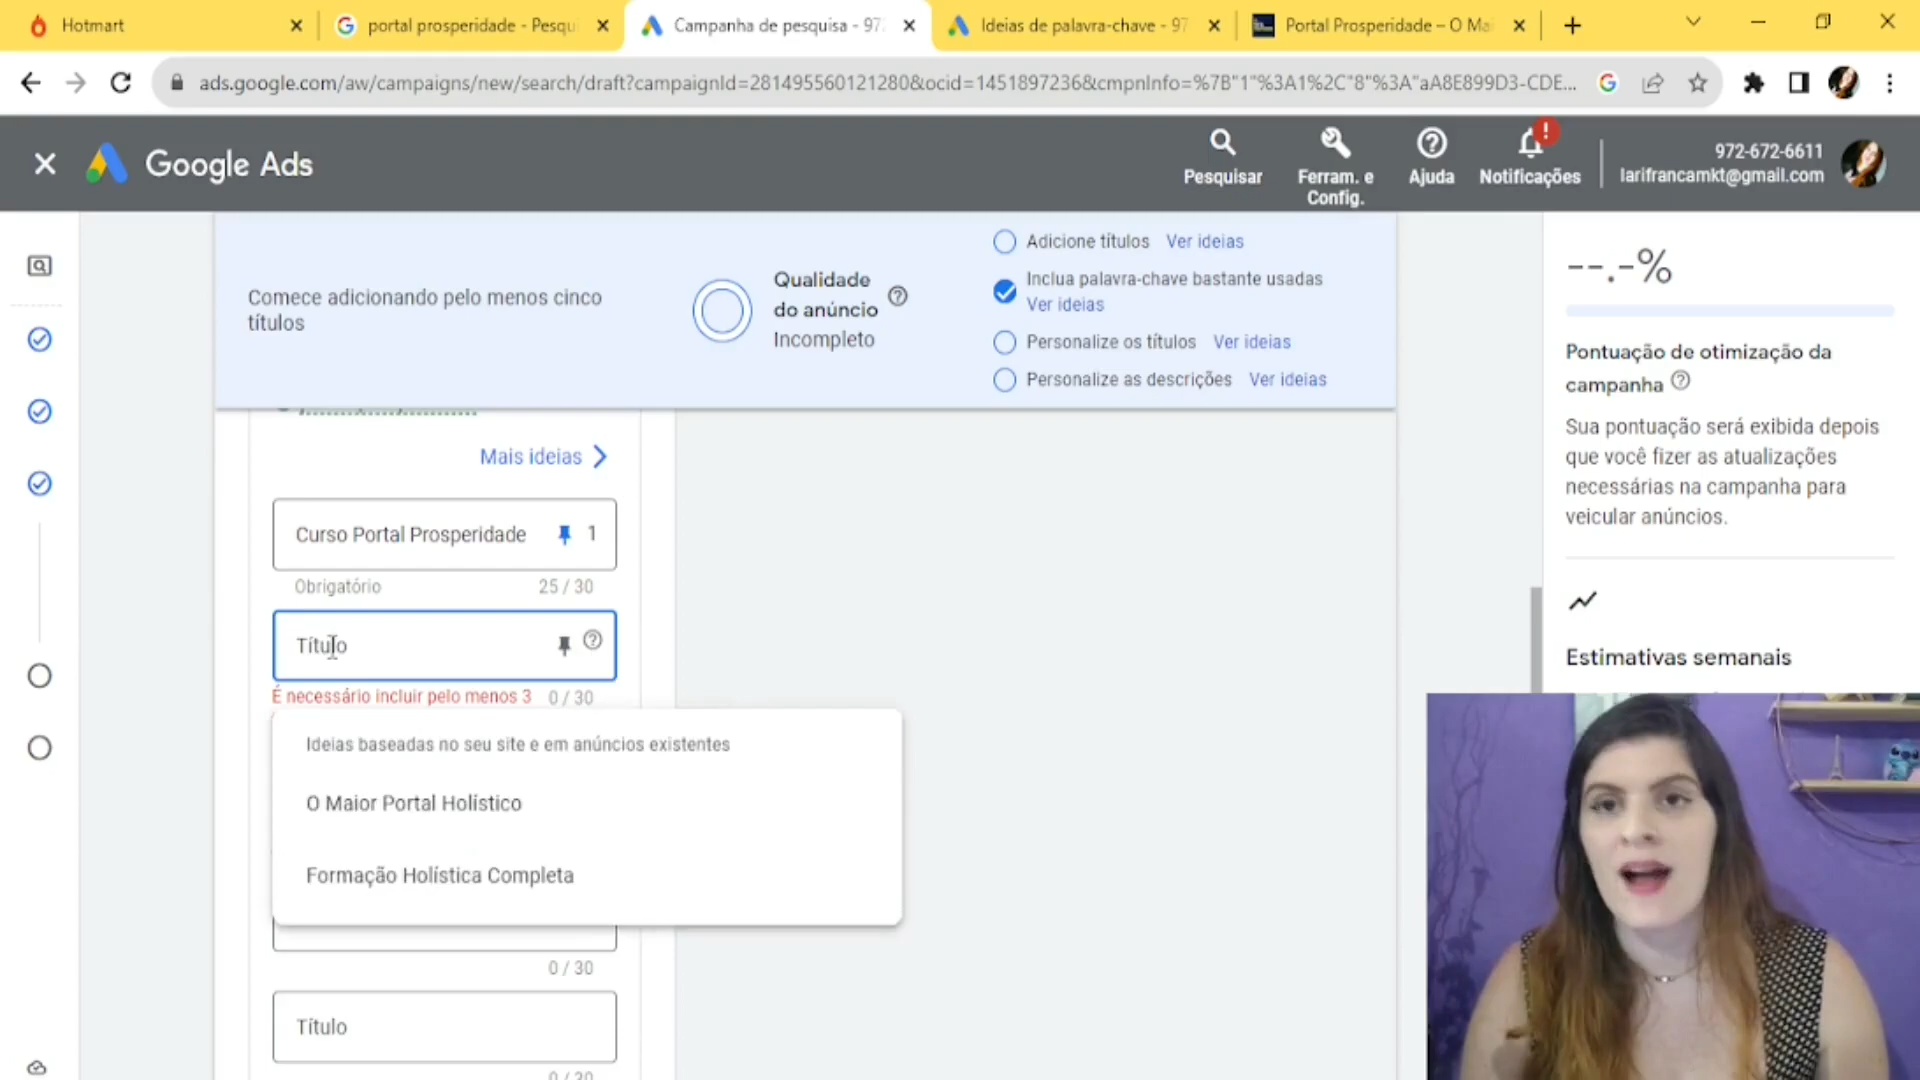 Hotmart
portal prosperidade - Pesqui
Campanha de pesquisa - 97
Ideias de palavra-chave - 97
Portal Prosperidade – O Ma
ads.google.com/aw/campaigns/new/search/draft?campaignId=281495560121280&ocid=1451897236&cmpnInfo=%7B"1"%3A1%2C"8"%3A"aA8E899D3-CDE...
Google Ads
Pesquisar
Ferram. e
Config.
Ajuda
!
Notificações
972-672-6611
larifrancamkt@gmail.com
Comece adicionando pelo menos cinco
títulos
Qualidade
do anúncio
Incompleto
Adicione títulos Ver ideias
Inclua palavra-chave bastante usadas
Ver ideias
Personalize os títulos Ver ideias
Personalize as descrições Ver ideias
Mais ideias
Curso Portal Prosperidade 1
Obrigatório 25 / 30
Título
É necessário incluir pelo menos 3 0 / 30
Ideias baseadas no seu site e em anúncios existentes
O Maior Portal Holístico
Formação Holística Completa
0 / 30
Título
0 / 30
--.-%
Pontuação de otimização da
campanha
Sua pontuação será exibida depois
que você fizer as atualizações
necessárias na campanha para
veicular anúncios.
Estimativas semanais